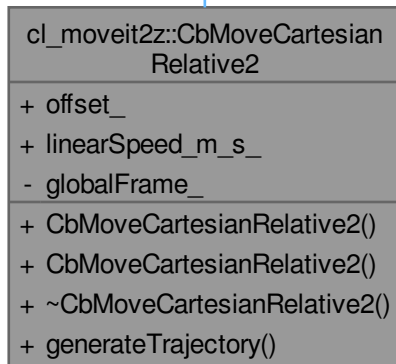 cl_moveit2z::CbMoveCartesian
Relative2
+ offset_
+ linearSpeed_m_s_
- globalFrame_
+ CbMoveCartesianRelative2()
+ CbMoveCartesianRelative2()
+ ~CbMoveCartesianRelative2()
+ generateTrajectory()